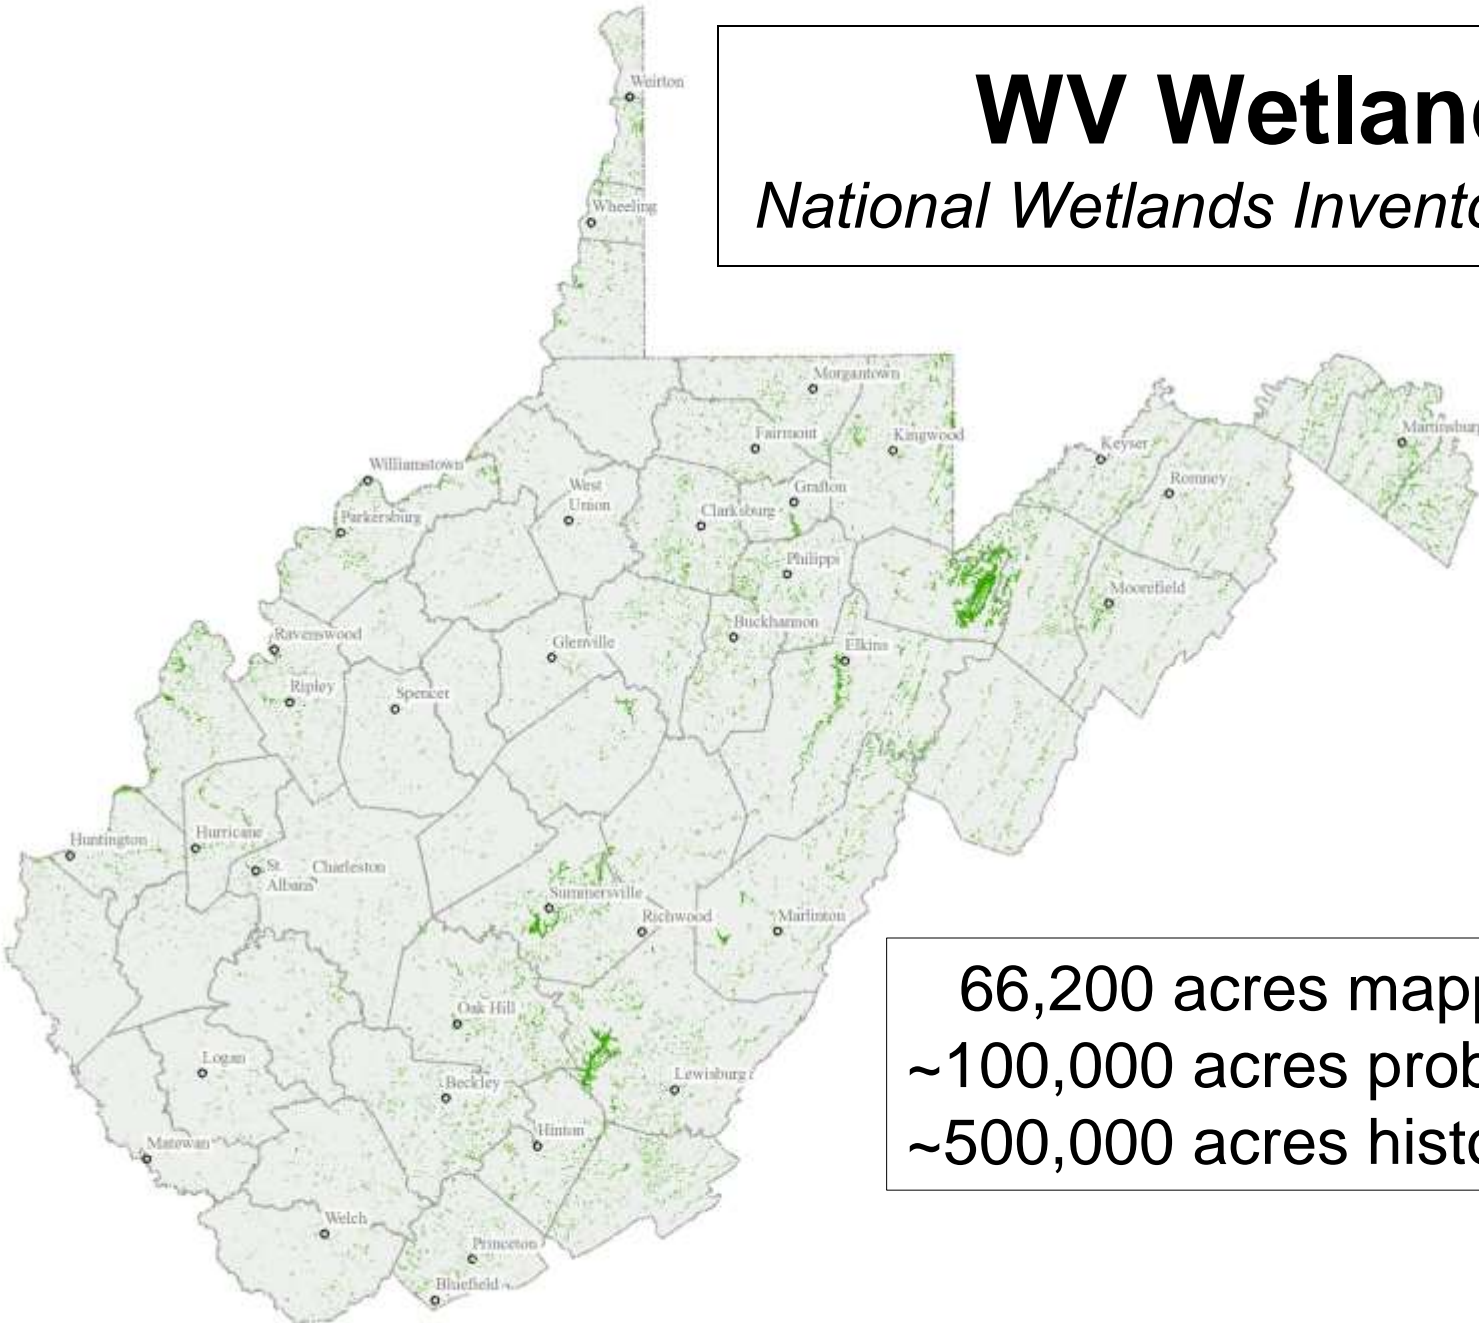 WV Wetland
National Wetlands Invento
Weirton
Wheeling
Morgantown
Fairmont
Kingwood
Keyser
Martinsburg
Williamstown
West
Union
Grafton
Romney
Parkersburg
Clarksburg
Philippi
Moorefield
Ravenswood
Glenville
Buckhannon
Elkins
Ripley
Spencer
Huntington
Hurricane
St.
Albans
Charleston
Summersville
Richwood
Marlinton
66,200 acres mapp
~100,000 acres prob
~500,000 acres histo
Oak Hill
Logan
Beckley
Lewisburg
Matewan
Hinton
Welch
Princeton
Bluefield